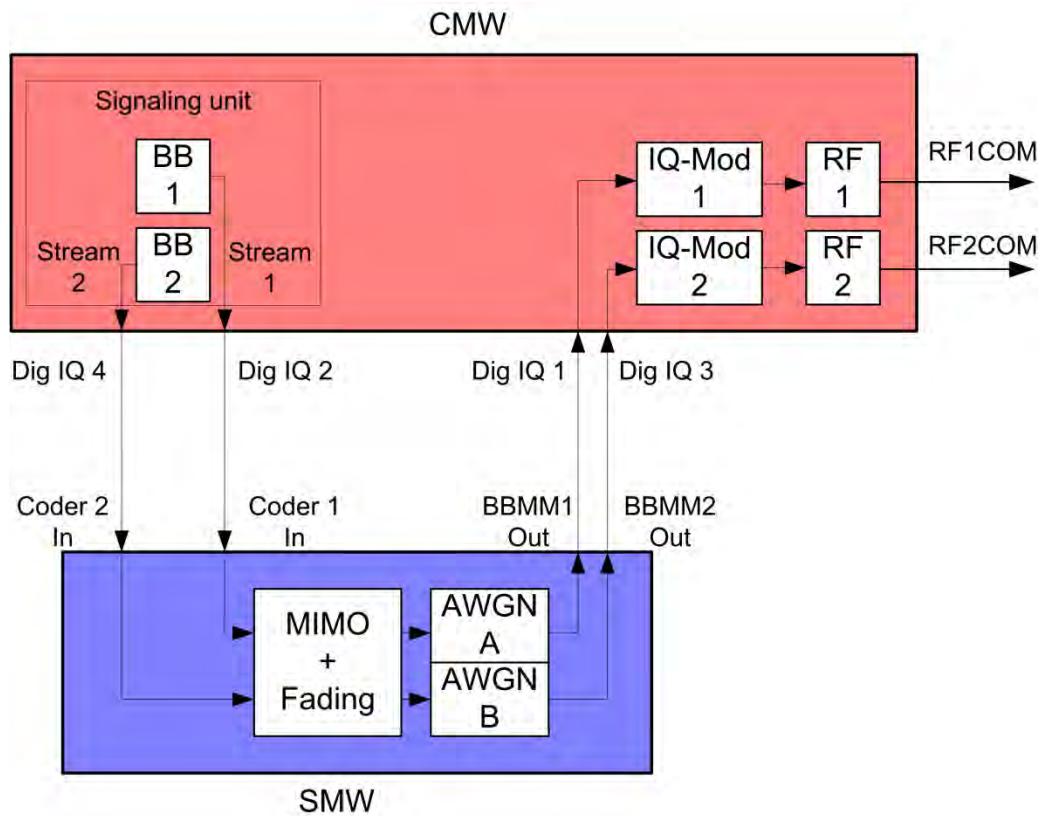 CMW
Signaling unit
BB
1
BB
2
Stream
2
Stream
1
IQ-Mod
1
RF
1
RF1COM
IQ-Mod
2
RF
2
RF2COM
Dig IQ 4
Dig IQ 2
Dig IQ 1
Dig IQ 3
Coder 2
In
Coder 1
In
BBMM1
Out
BBMM2
Out
MIMO
+
Fading
AWGN
A
AWGN
B
SMW